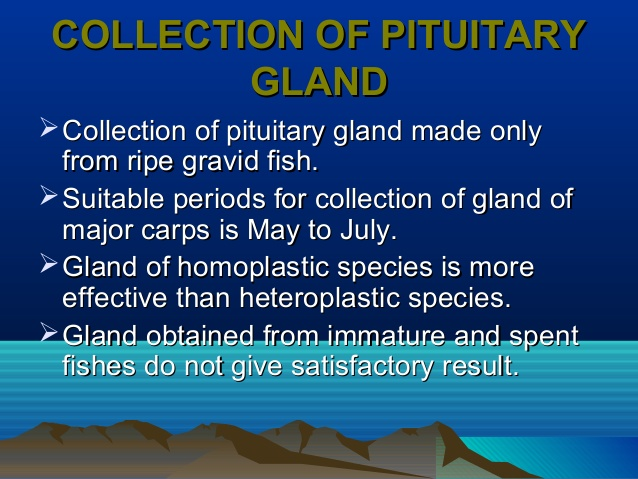 COLLECTION OF PITUITARY
GLAND
➢Collection of pituitary gland made only
from ripe gravid fish.
➢Suitable periods for collection of gland of
major carps is May to July.
➢Gland of homoplastic species is more
effective than heteroplastic species.
➢Gland obtained from immature and spent
fishes do not give satisfactory result.